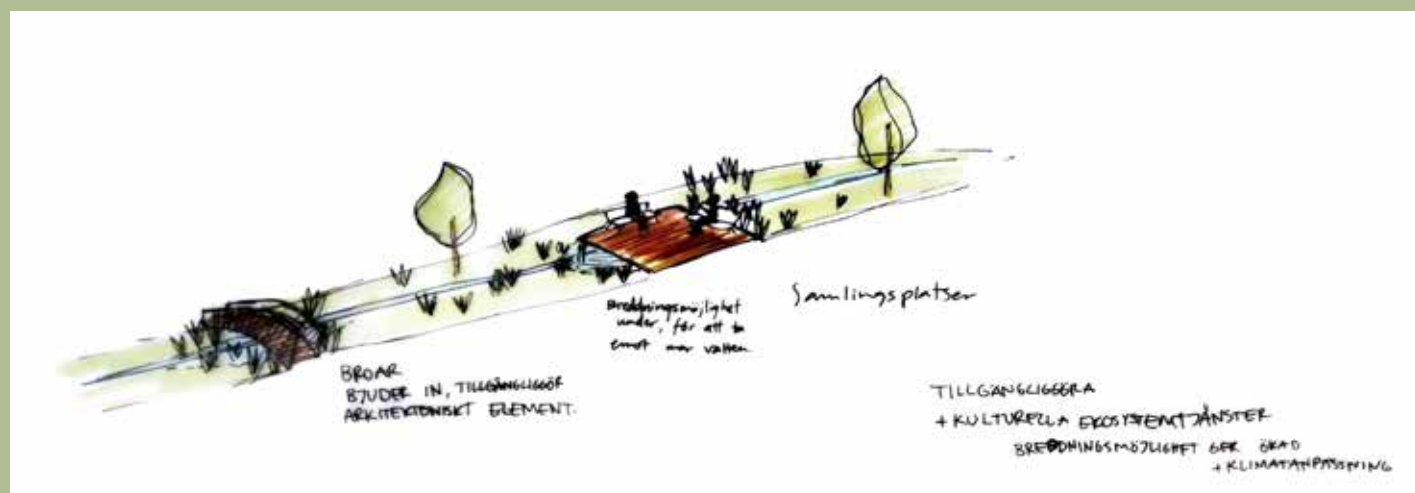 BROAR
BJUDER IN, TILLGÄNGLIGGÖR
ARKITEKTONISKT ELEMENT.
Breddningsmöjlighet
under, för att ta
emot mer vatten
Samlingsplatser
TILLGÄNGLIGGÖRA
+ KULTURELLA EKOSYSTEMTJÄNSTER
BREDDNINGSMÖJLIGHET GER ÖKAD
+ KLIMATANPASSNING